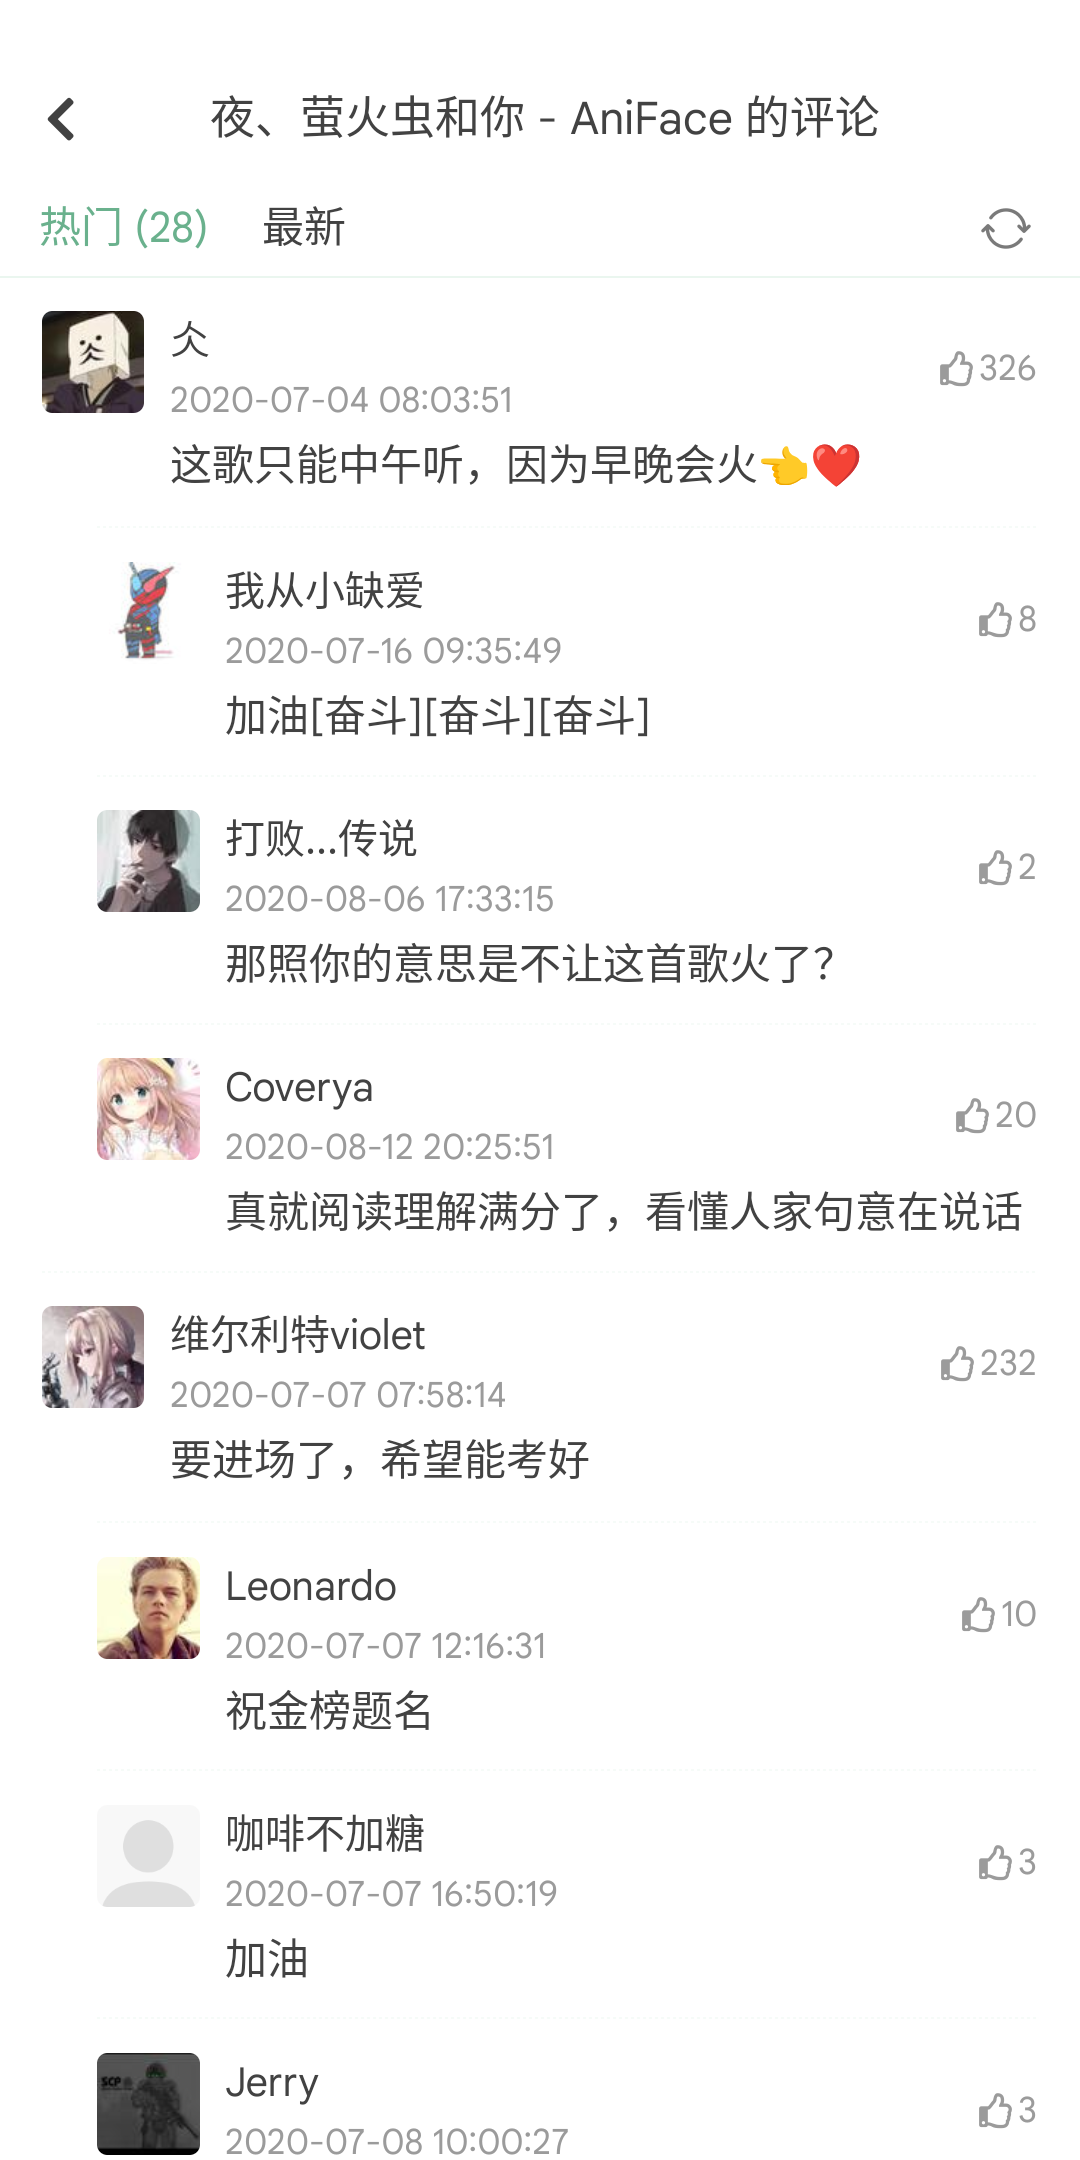 夜、萤火虫和你 - AniFace 的评论
热门 (28) 最新
仌
2020-07-04 08:03:51
326
这歌只能中午听，因为早晚会火👈❤️
我从小缺爱
2020-07-16 09:35:49
8
加油[奋斗][奋斗][奋斗]
打败...传说
2020-08-06 17:33:15
2
那照你的意思是不让这首歌火了？
Coverya
2020-08-12 20:25:51
20
真就阅读理解满分了，看懂人家句意在说话
维尔利特violet
2020-07-07 07:58:14
232
要进场了，希望能考好
Leonardo
2020-07-07 12:16:31
10
祝金榜题名
咖啡不加糖
2020-07-07 16:50:19
3
加油
SCP
Jerry
2020-07-08 10:00:27
3